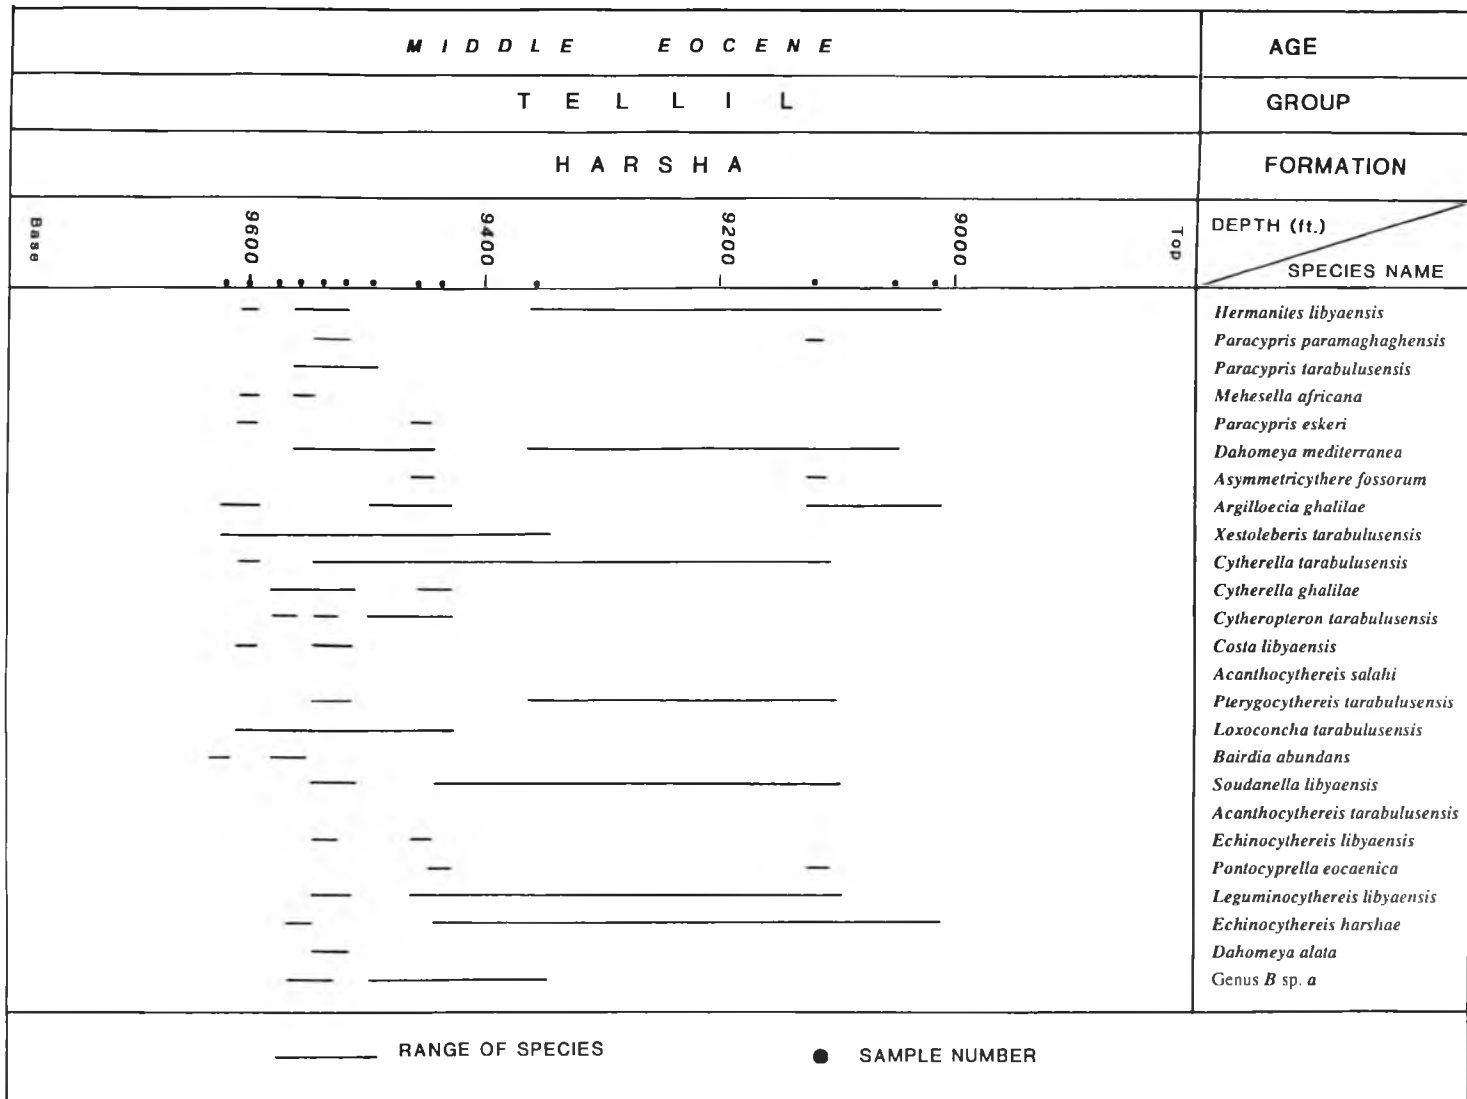 MIDDLE EOCENE AGE
TELLIL GROUP
HARSHA FORMATION
Base 9600 9400 9200 9000 Top DEPTH (ft.)
SPECIES NAME
Hermanites libyaensis
Paracypris paramaghaghensis
Paracypris tarabulusensis
Mehesella africana
Paracypris eskeri
Dahomeya mediterranea
Asymmetricythere fossorum
Argilloecia ghalilae
Xestoleberis tarabulusensis
Cytherella tarabulusensis
Cytherella ghalilae
Cytheropteron tarabulusensis
Costa libyaensis
Acanthocythereis salahi
Pterygocythereis tarabulusensis
Loxoconcha tarabulusensis
Bairdia abundans
Soudanella libyaensis
Acanthocythereis tarabulusensis
Echinocythereis libyaensis
Pontocyprella eocaenica
Leguminocythereis libyaensis
Echinocythereis harshae
Dahomeya alata
Genus B sp. a
RANGE OF SPECIES SAMPLE NUMBER